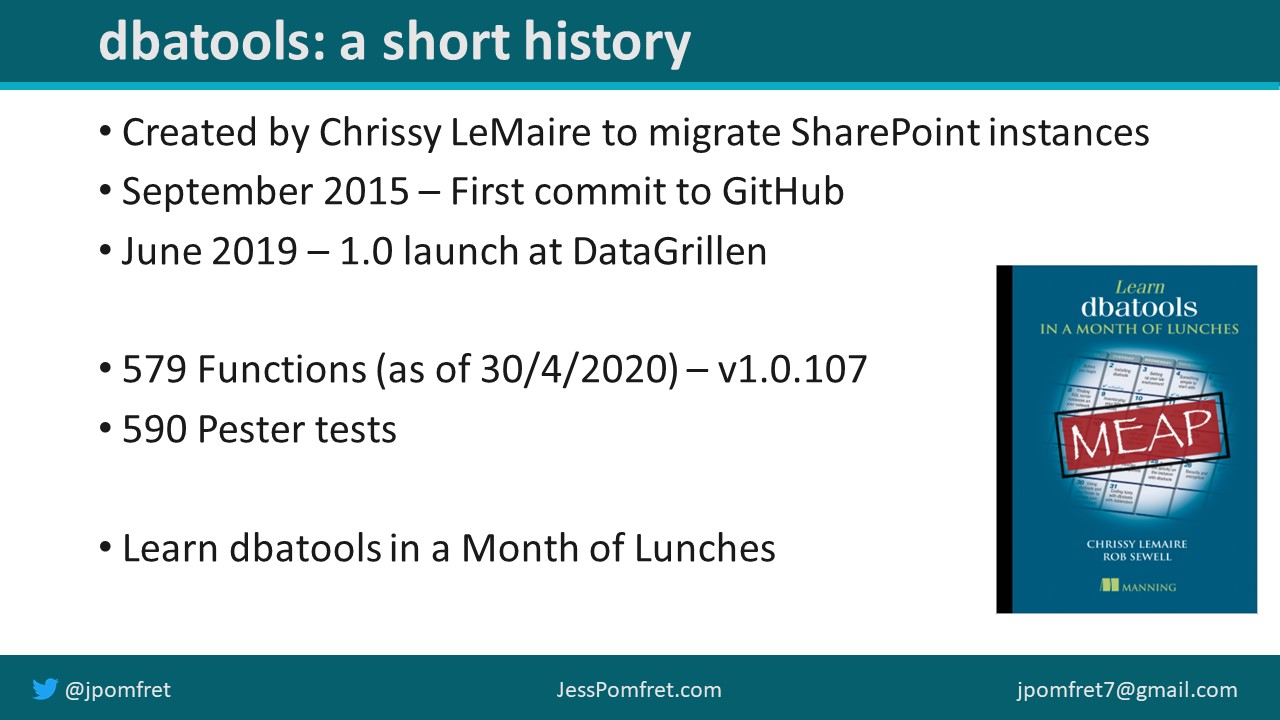 dbatools: a short history
• Created by Chrissy LeMaire to migrate SharePoint instances
• September 2015 – First commit to GitHub
• June 2019 – 1.0 launch at DataGrillen
• 579 Functions (as of 30/4/2020) – v1.0.107
• 590 Pester tests
• Learn dbatools in a Month of Lunches
Learn
dbatools
IN A MONTH OF LUNCHES
MEAP
CHRISSY LEMAIRE
ROB SEWELL
MANNING
@jpomfret
JessPomfret.com
jpomfret7@gmail.com